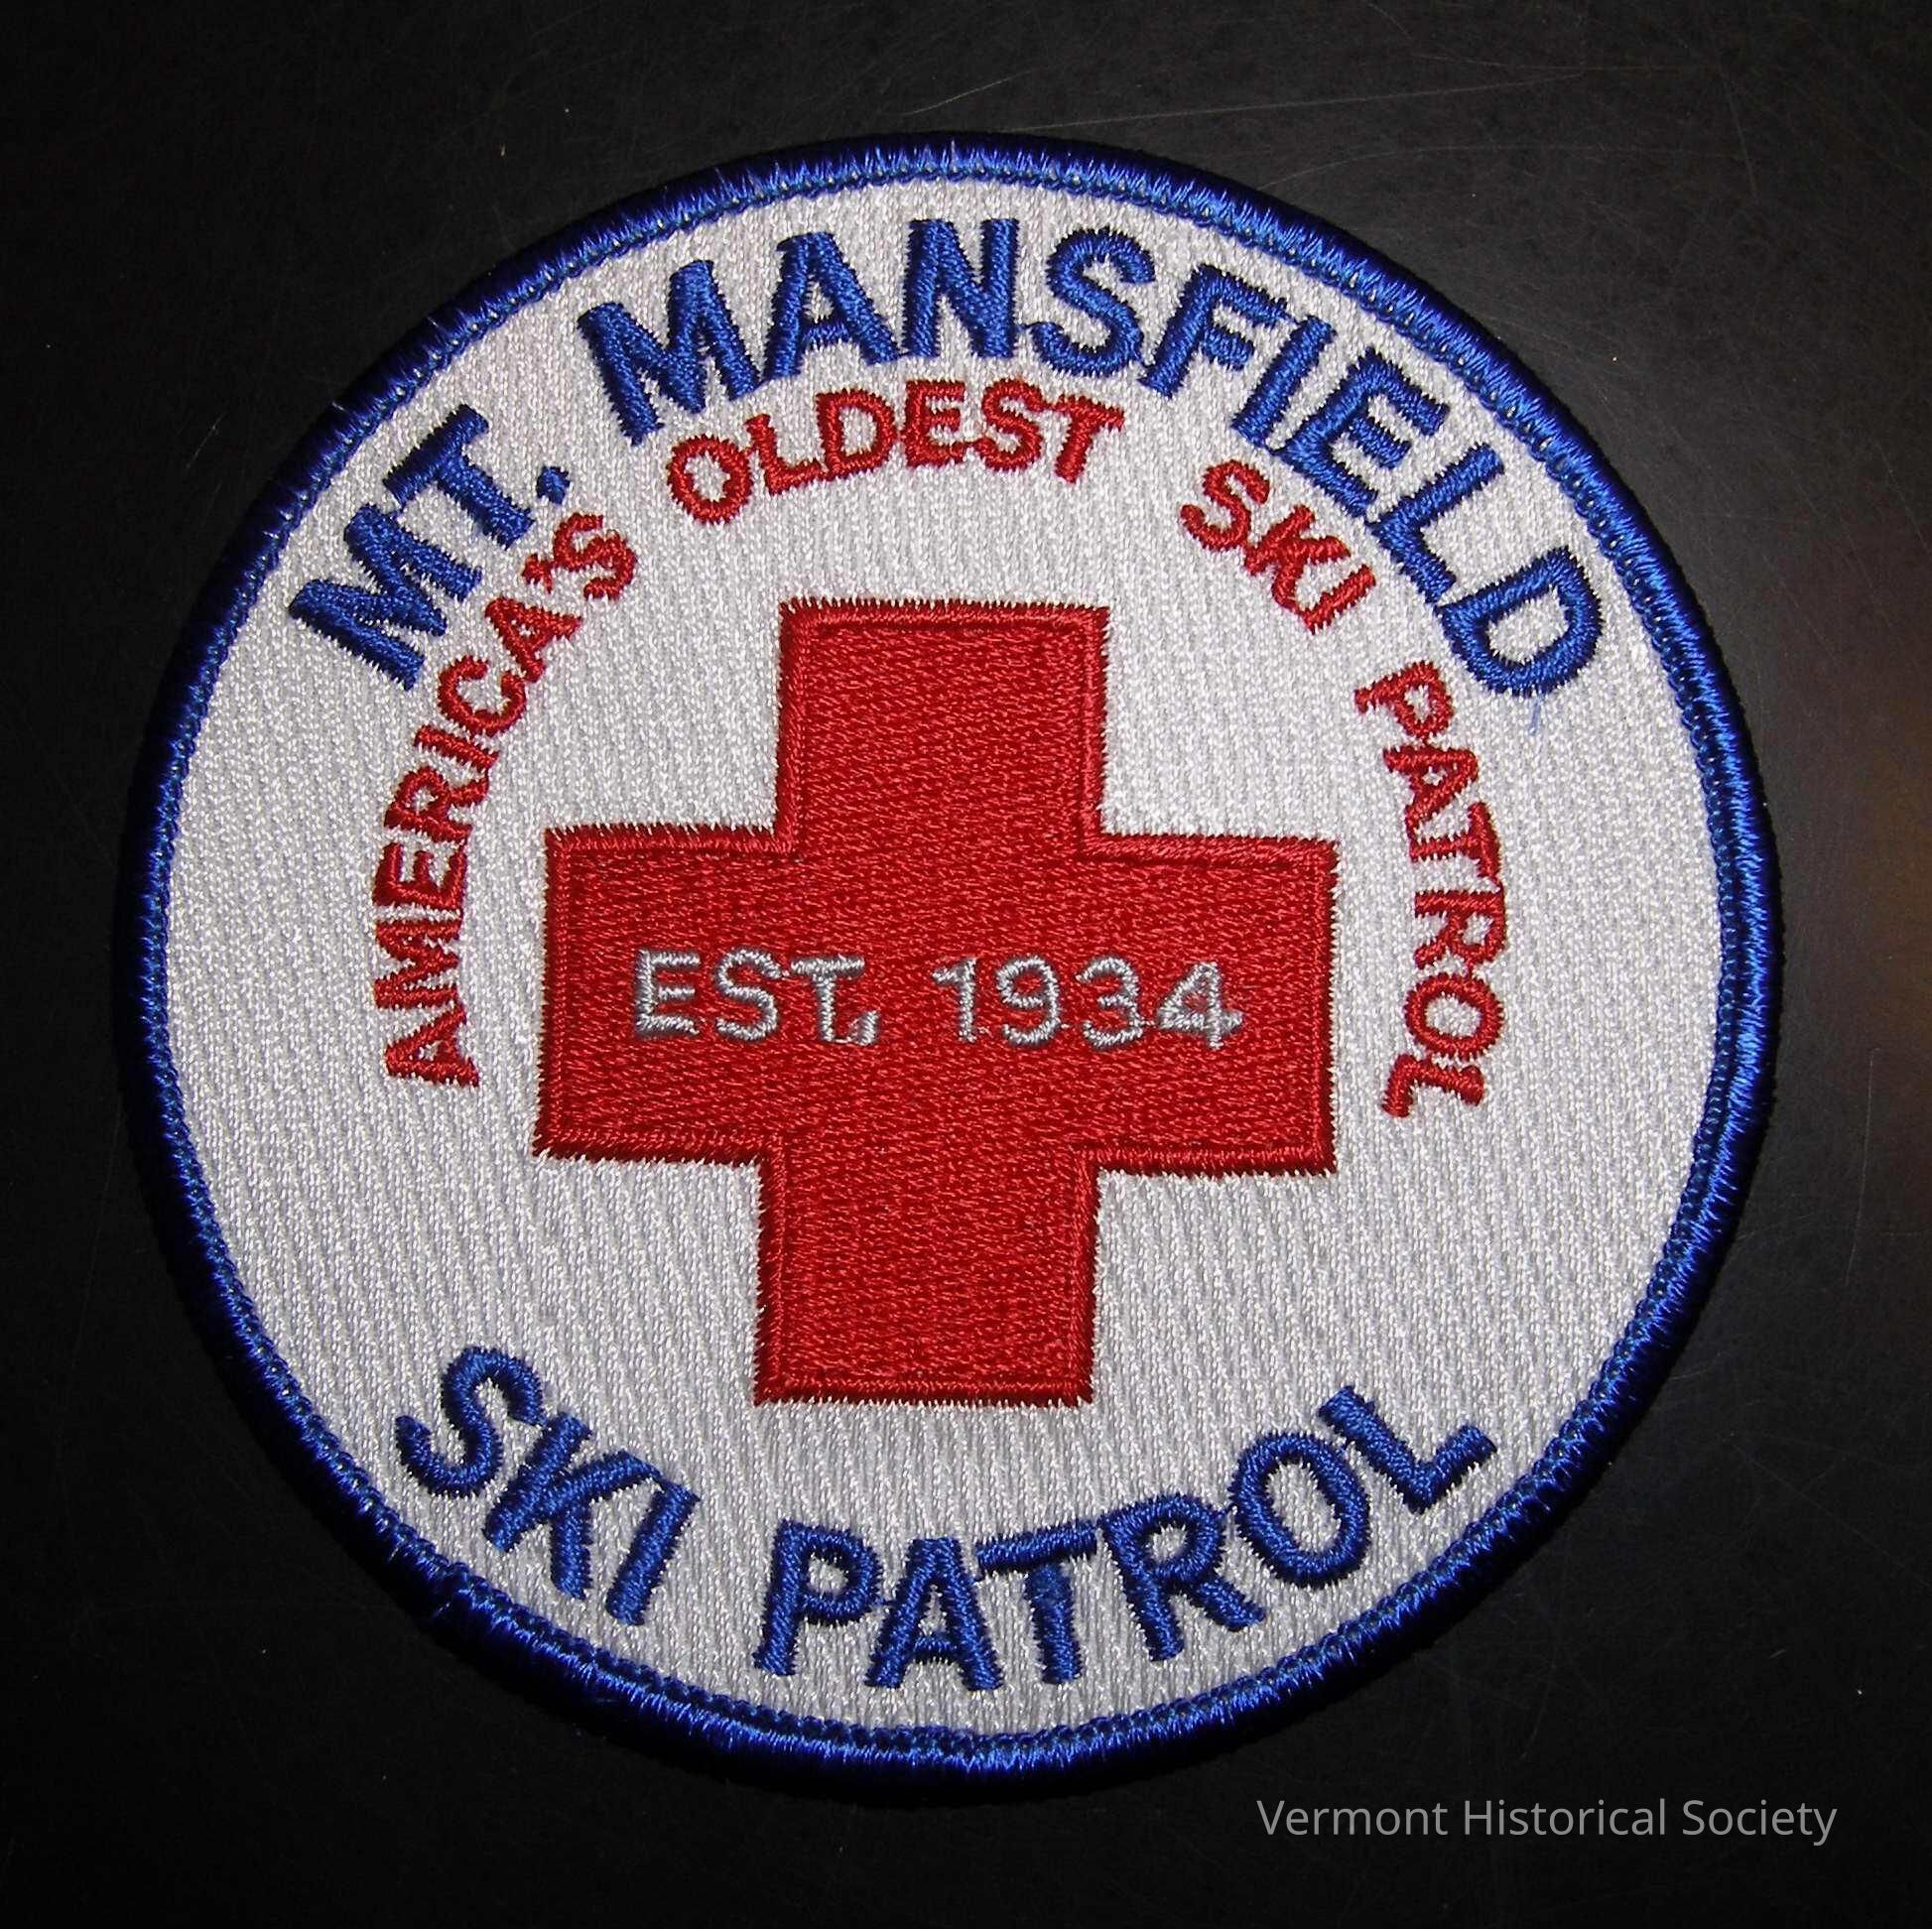 MT. MANSFIELD
AMERICA'S OLDEST SKI PATROL
EST. 1934
SKI PATROL
Vermont Historical Society